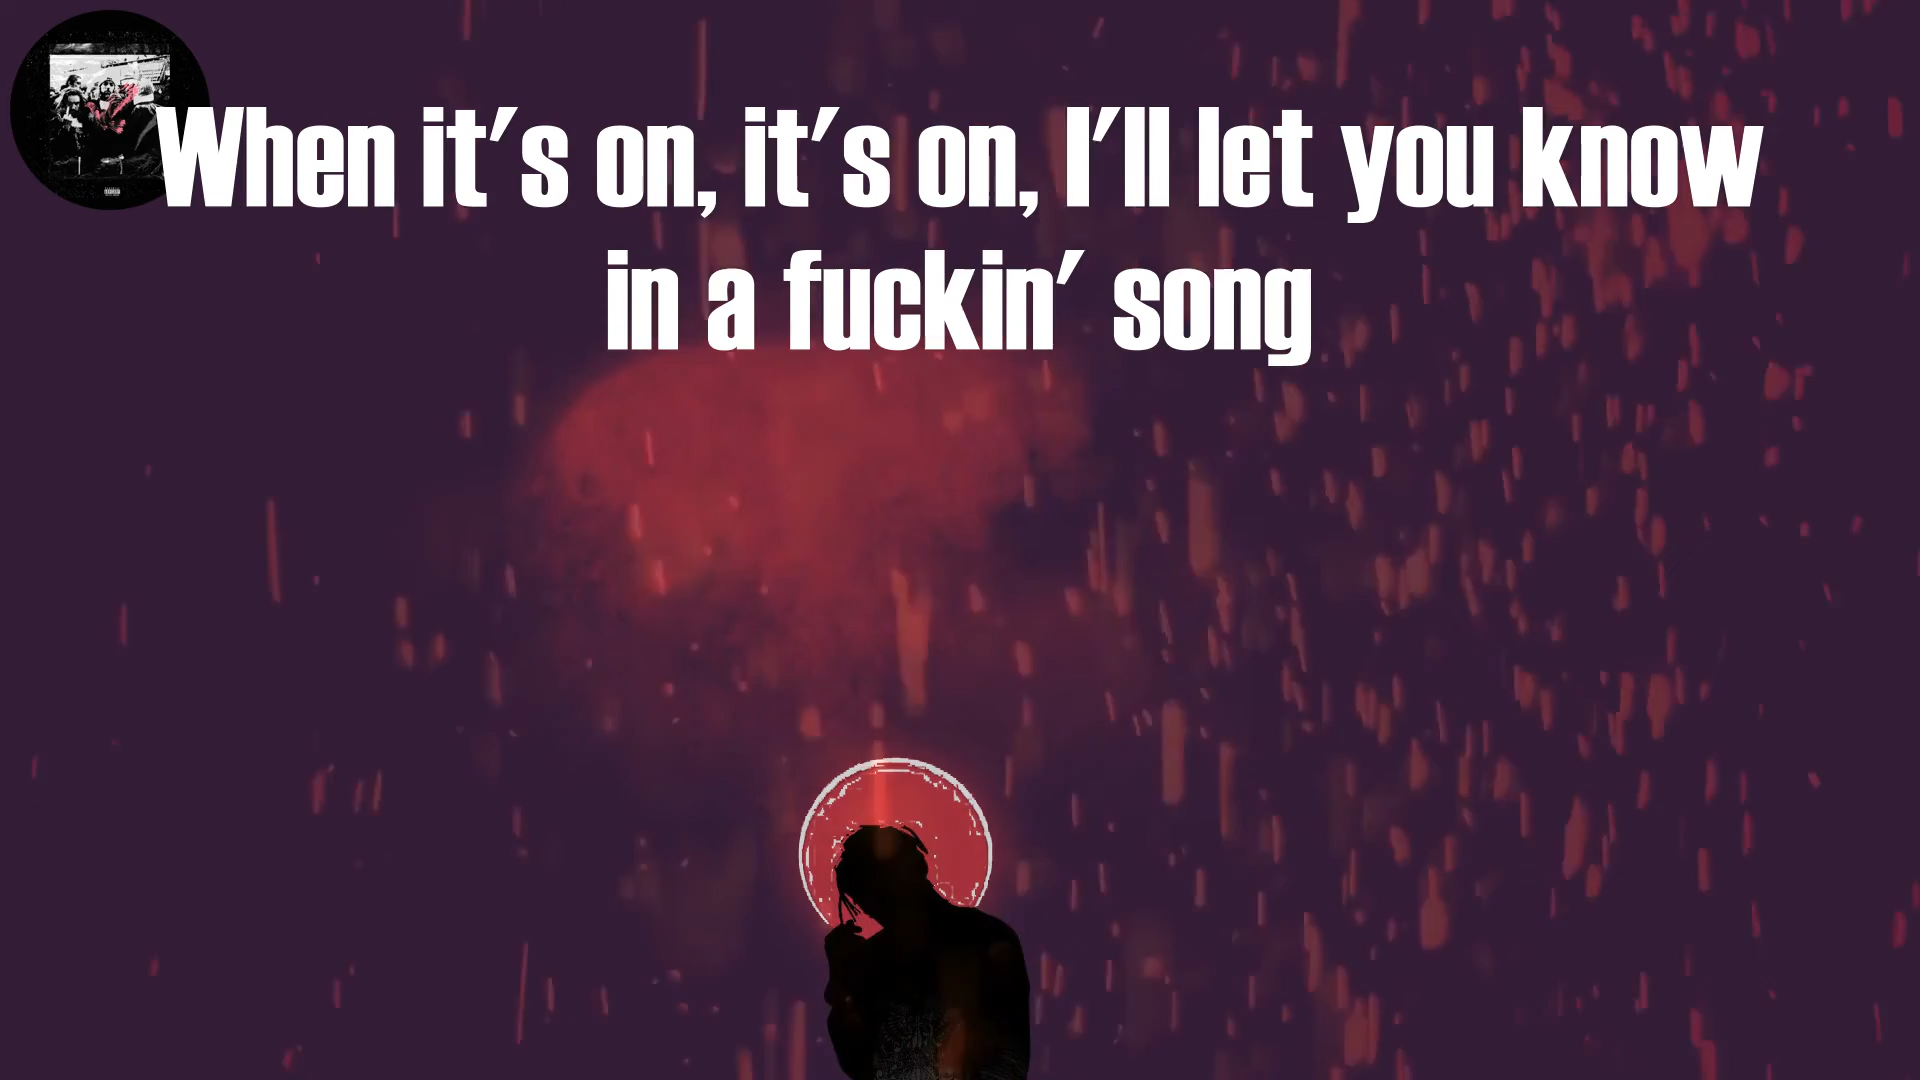 When it's on, it's on, I'll let you know
in a fuckin' song